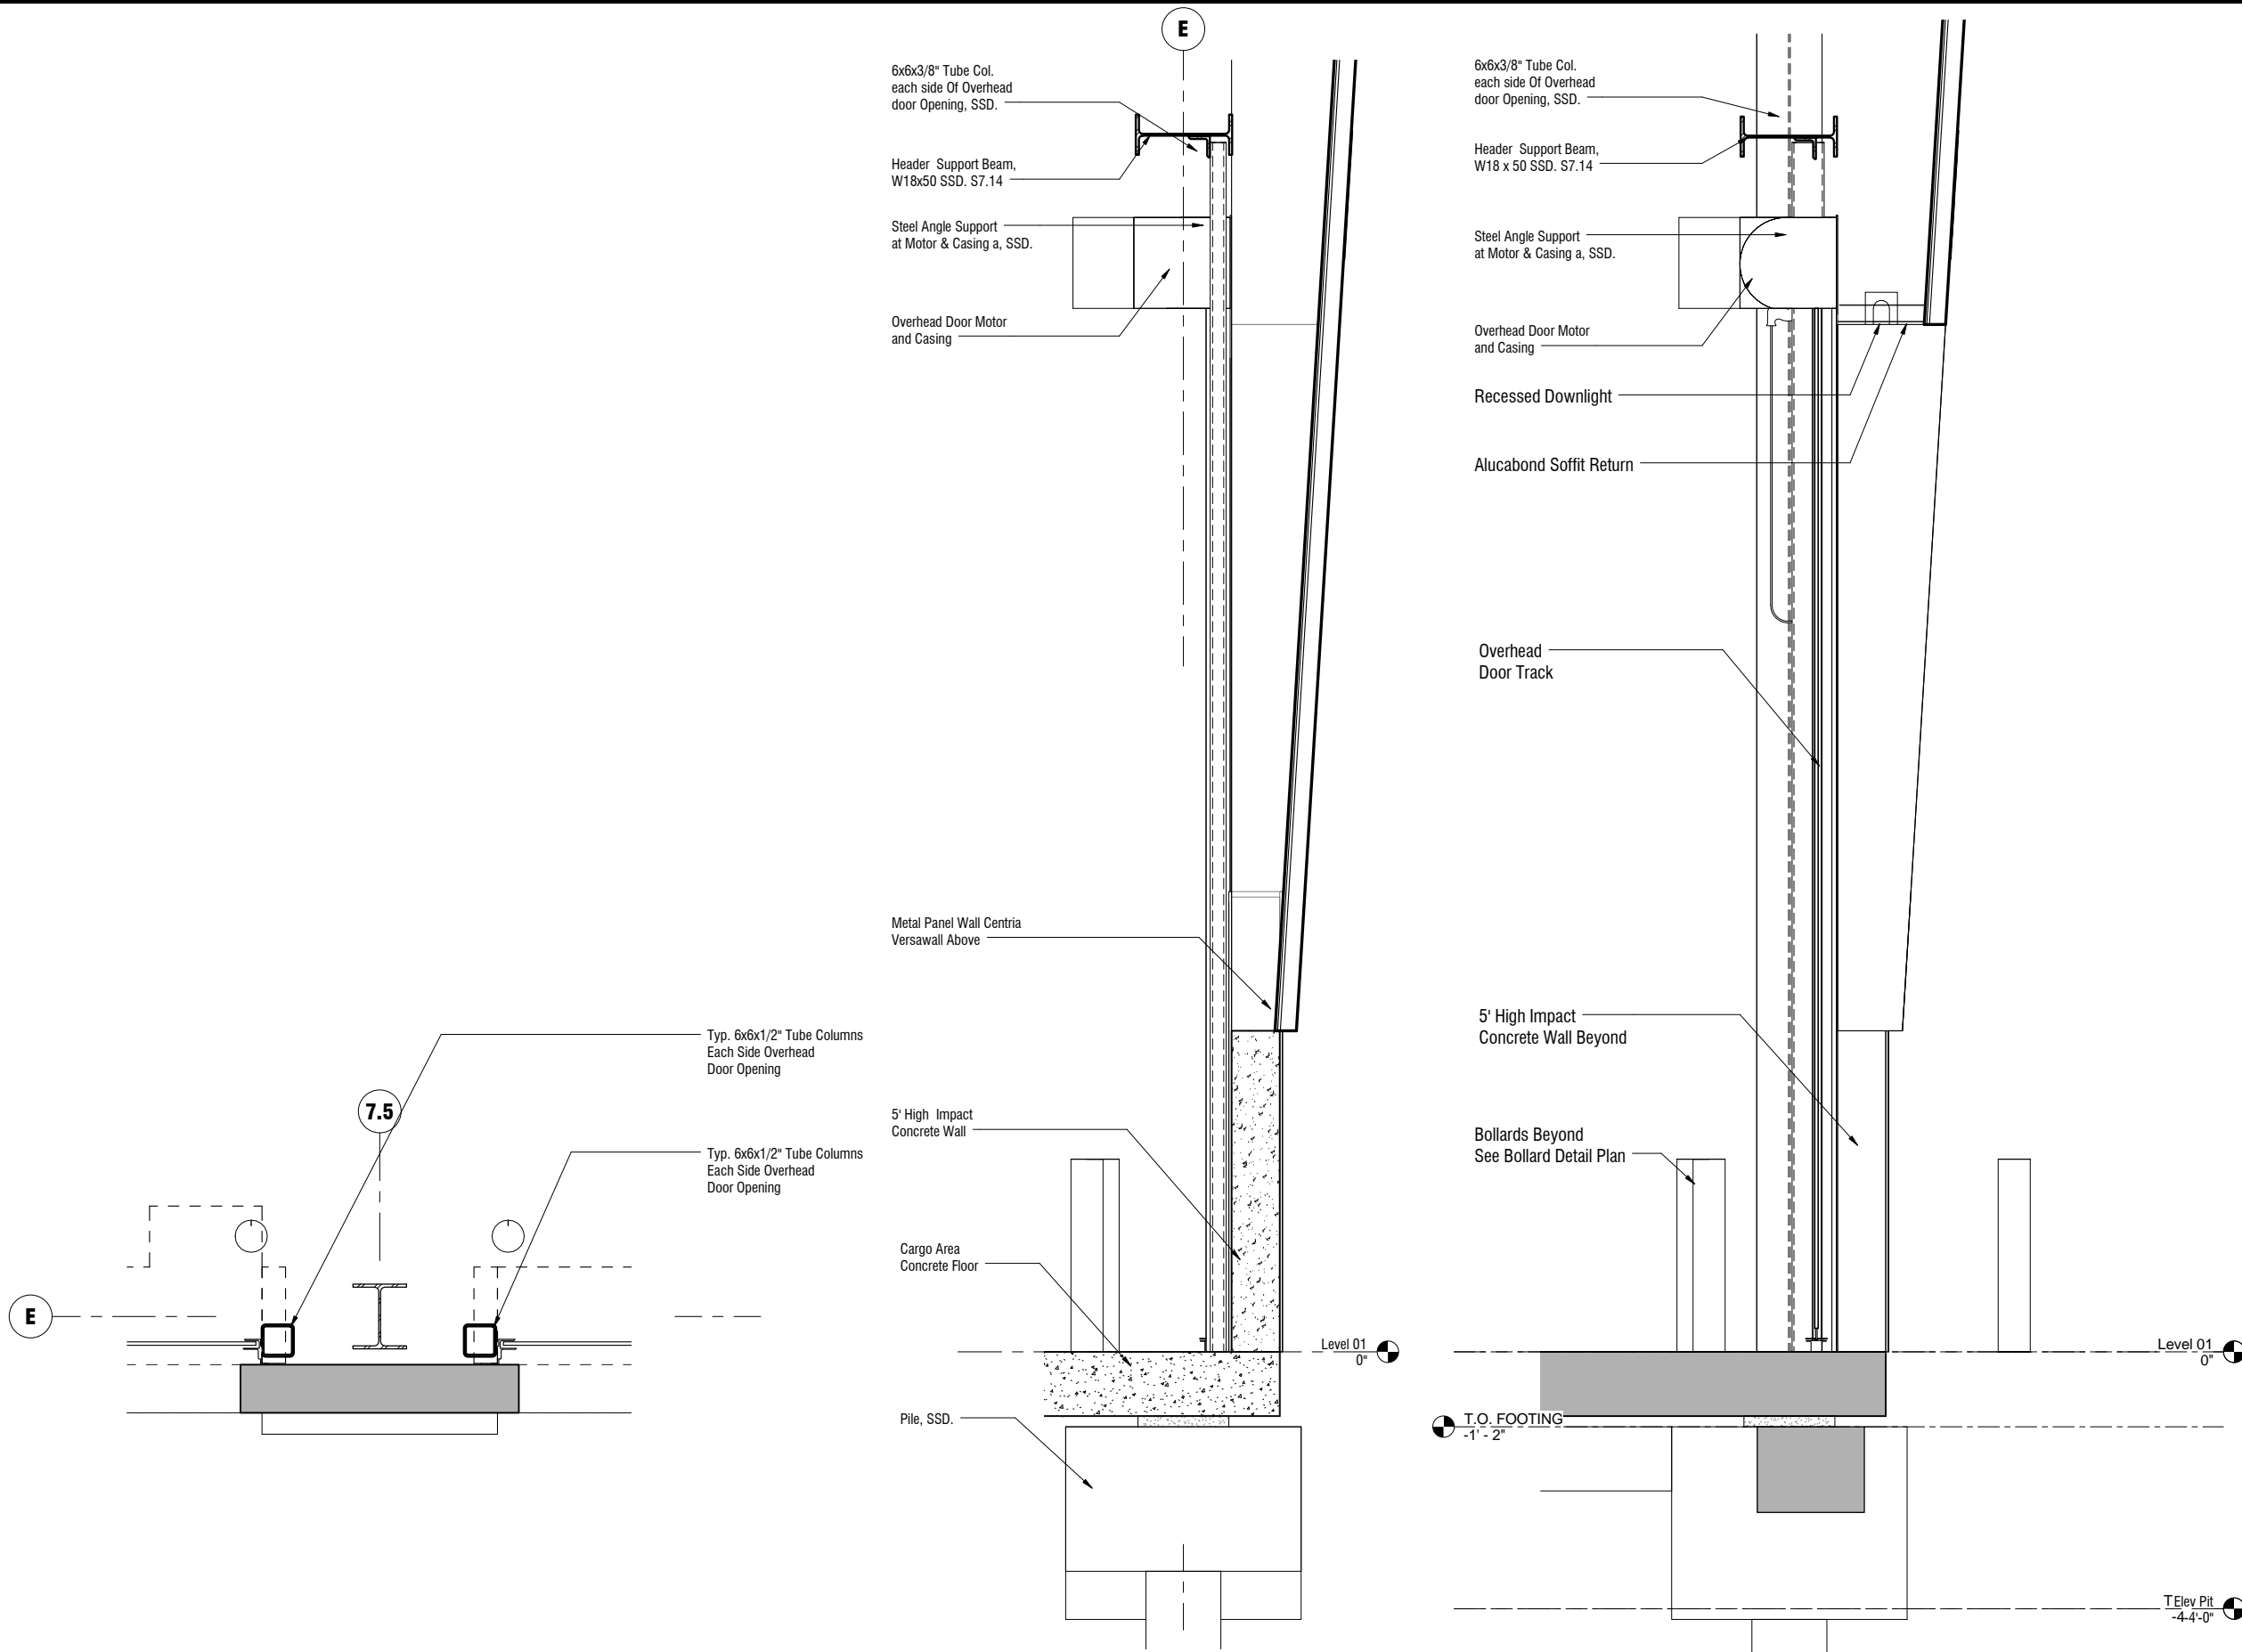 E
6x6x3/8" Tube Col.
each side Of Overhead
door Opening, SSD.
Header Support Beam,
W18x50 SSD. S7.14
Steel Angle Support
at Motor & Casing a, SSD.
Overhead Door Motor
and Casing
Metal Panel Wall Centria
Versawall Above
5' High Impact
Concrete Wall
Cargo Area
Concrete Floor
Pile, SSD.
Level 01
0"
6x6x3/8" Tube Col.
each side Of Overhead
door Opening, SSD.
Header Support Beam,
W18 x 50 SSD. S7.14
Steel Angle Support
at Motor & Casing a, SSD.
Overhead Door Motor
and Casing
Recessed Downlight
Alucabond Soffit Return
Overhead
Door Track
5' High Impact
Concrete Wall Beyond
Bollards Beyond
See Bollard Detail Plan
Level 01
0"
T.O. FOOTING
-1' - 2"
T Elev Pit
-4-4'-0"
Typ. 6x6x1/2" Tube Columns
Each Side Overhead
Door Opening
7.5
Typ. 6x6x1/2" Tube Columns
Each Side Overhead
Door Opening
E